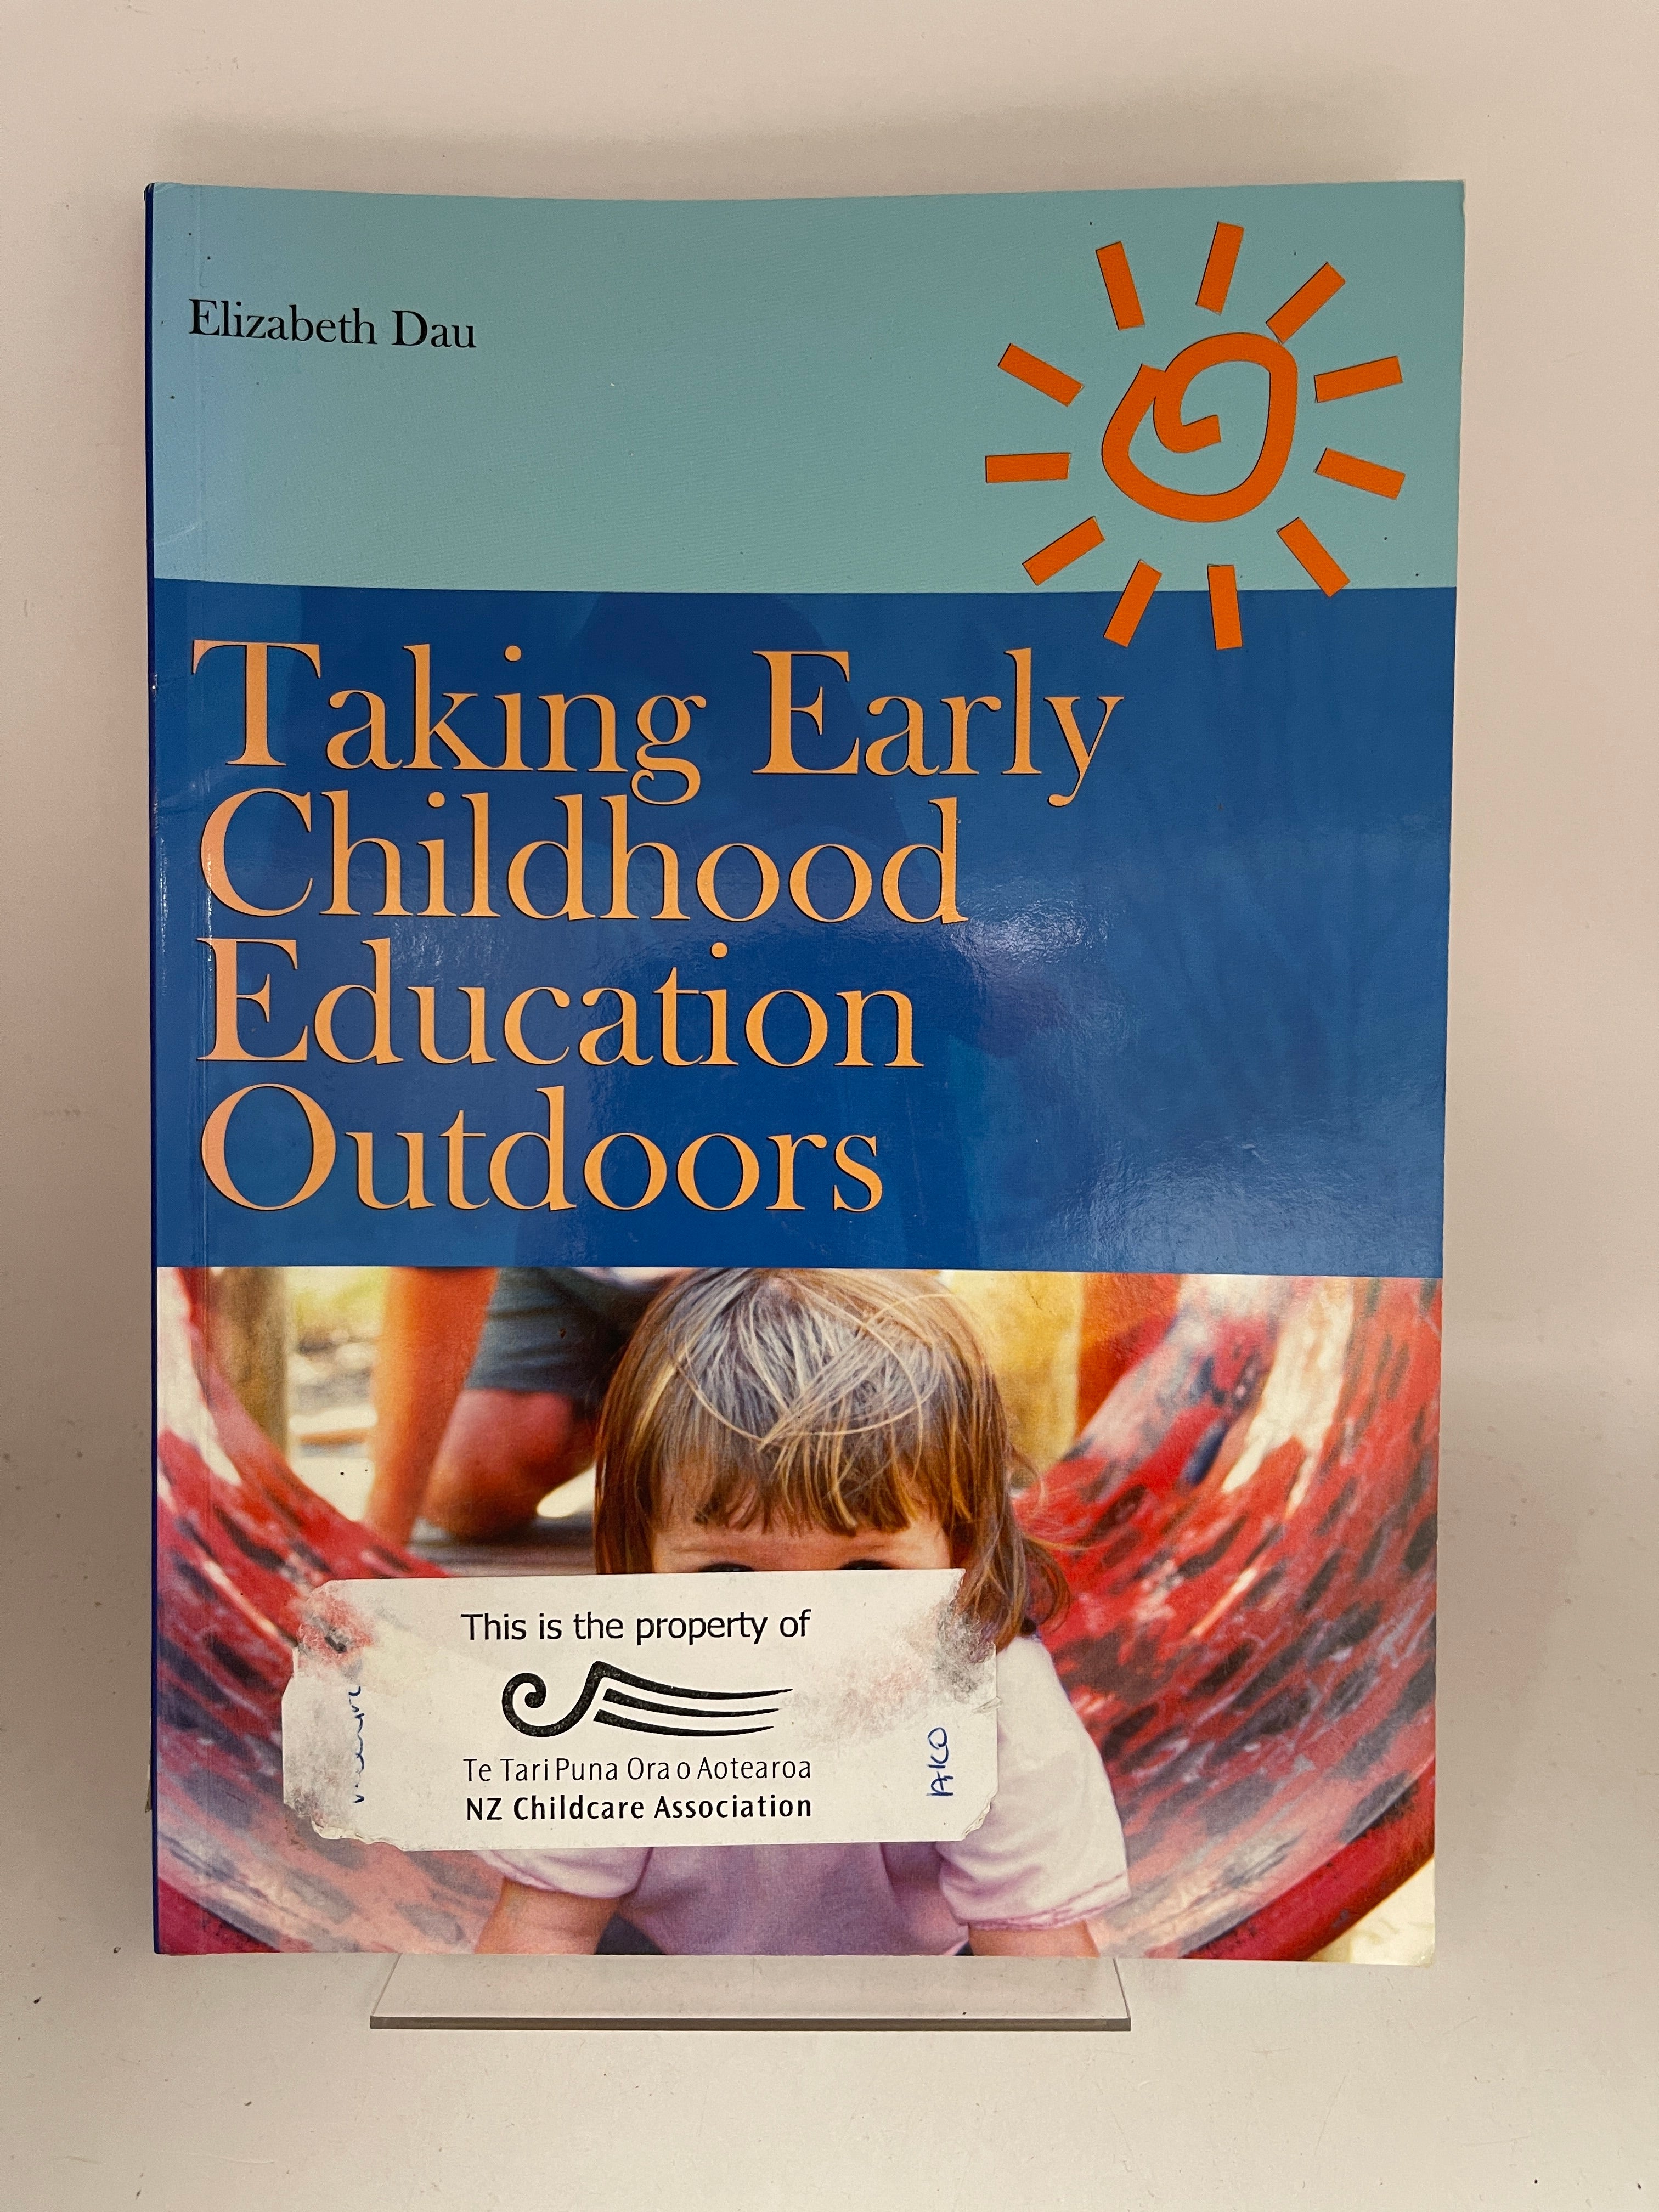 Elizabeth Dau
Taking Early
Childhood
Education
Outdoors
This is the property of
Te Tari Puna Ora o Aotearoa
NZ Childcare Association
AKO